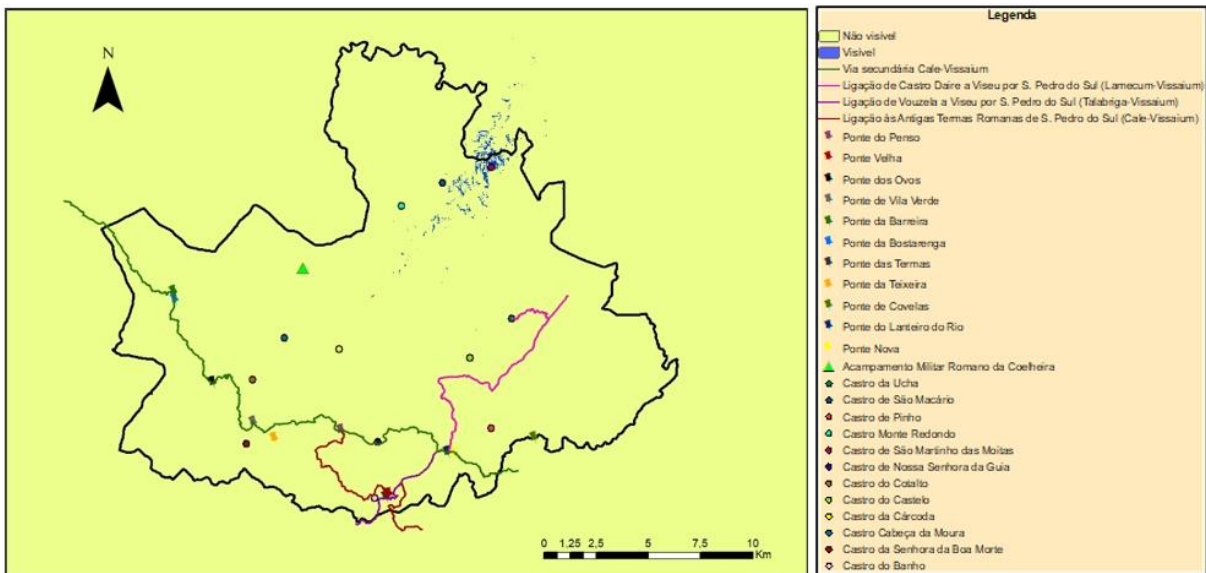 N
0 1,25 2,5 5 7,5 10
Km
Legenda
Não visível
Visível
Via secundária Cale-Vissaium
Ligação de Castro Daire a Viseu por S. Pedro do Sul (Lamecum-Vissaium)
Ligação de Vouzela a Viseu por S. Pedro do Sul (Talabriga-Vissaium)
Ligação às Antigas Termas Romanas de S. Pedro do Sul (Cale-Vissaium)
Ponte do Penso
Ponte Velha
Ponte dos Ovos
Ponte de Vila Verde
Ponte da Barreira
Ponte da Bostarenga
Ponte das Termas
Ponte da Teixeira
Ponte de Covelas
Ponte do Lanteiro do Rio
Ponte Nova
Acampamento Militar Romano da Coelheira
Castro da Ucha
Castro de São Macário
Castro de Pinho
Castro Monte Redondo
Castro de São Martinho das Moitas
Castro de Nossa Senhora da Guia
Castro do Cotalto
Castro do Castelo
Castro da Cárcoda
Castro Cabeça da Moura
Castro da Senhora da Boa Morte
Castro do Banho